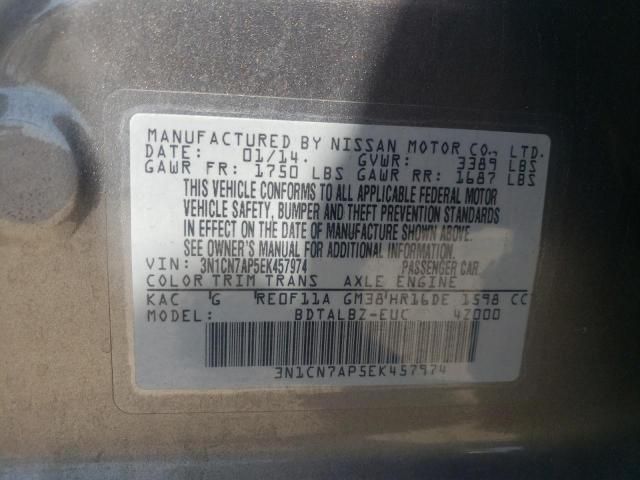 MANUFACTURED BY NISSAN MOTOR CO., LTD.
DATE: 01/14. GVWR: 3389 LBS
GAWR FR: 1750 LBS GAWR RR: 1687 LBS
THIS VEHICLE CONFORMS TO ALL APPLICABLE FEDERAL MOTOR
VEHICLE SAFETY, BUMPER AND THEFT PREVENTION STANDARDS
IN EFFECT ON THE DATE OF MANUFACTURE SHOWN ABOVE.
SEE OWNER'S MANUAL FOR ADDITIONAL INFORMATION.
VIN: 3N1CN7AP5EK457974 PASSENGER CAR
COLOR TRIM TRANS AXLE ENGINE
KAC G RE0F11A GM38 HR16DE 1598 CC
MODEL: BDTALBZ-EUC 4Z000
3N1CN7AP5EK457974